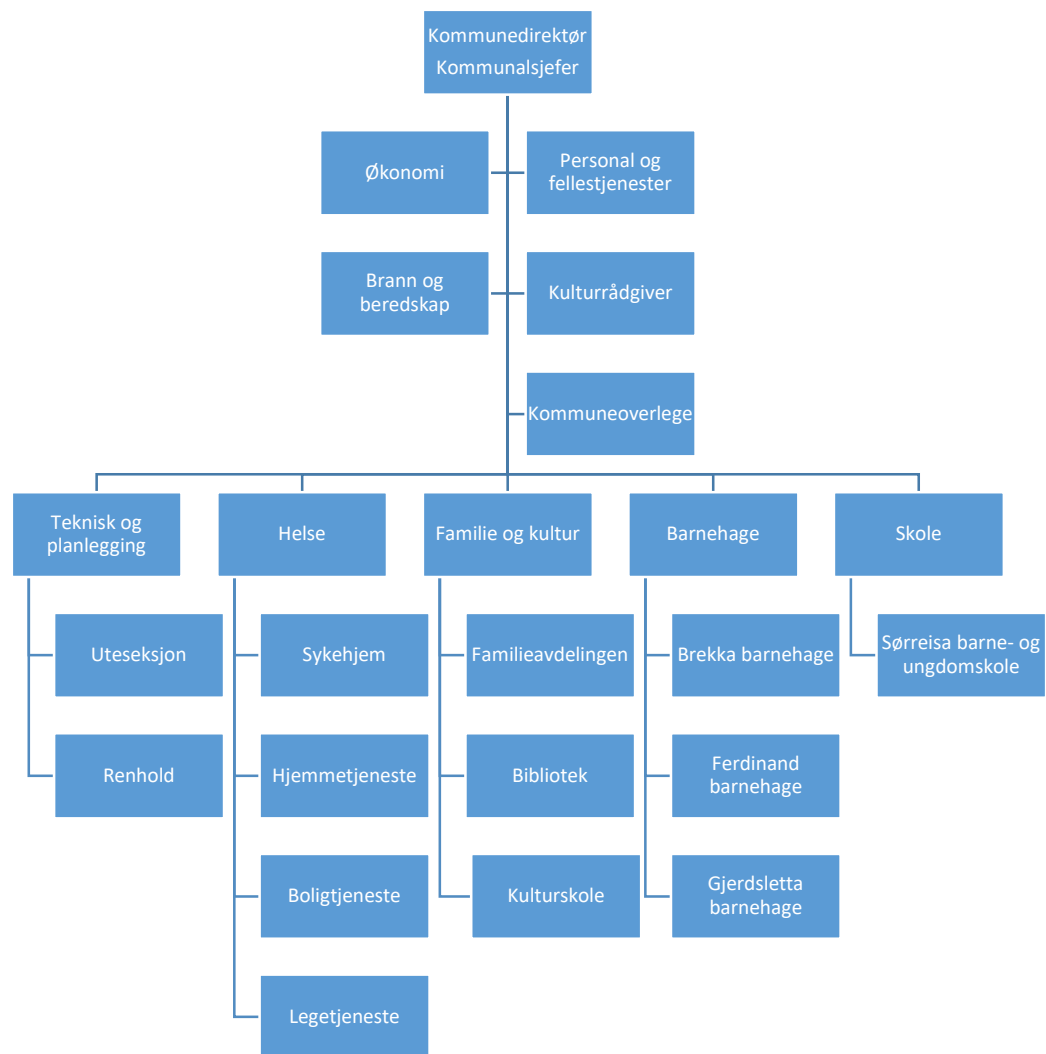 Kommunedirektør
Kommunalsjefer
Økonomi
Personal og
fellestjenester
Brann og
beredskap
Kulturrådgiver
Kommuneoverlege
Teknisk og
planlegging
Helse
Familie og kultur
Barnehage
Skole
Uteseksjon
Sykehjem
Familieavdelingen
Brekka barnehage
Sørreisa barne- og
ungdomskole
Renhold
Hjemmetjeneste
Bibliotek
Ferdinand
barnehage
Boligtjeneste
Kulturskole
Gjerdsletta
barnehage
Legetjeneste